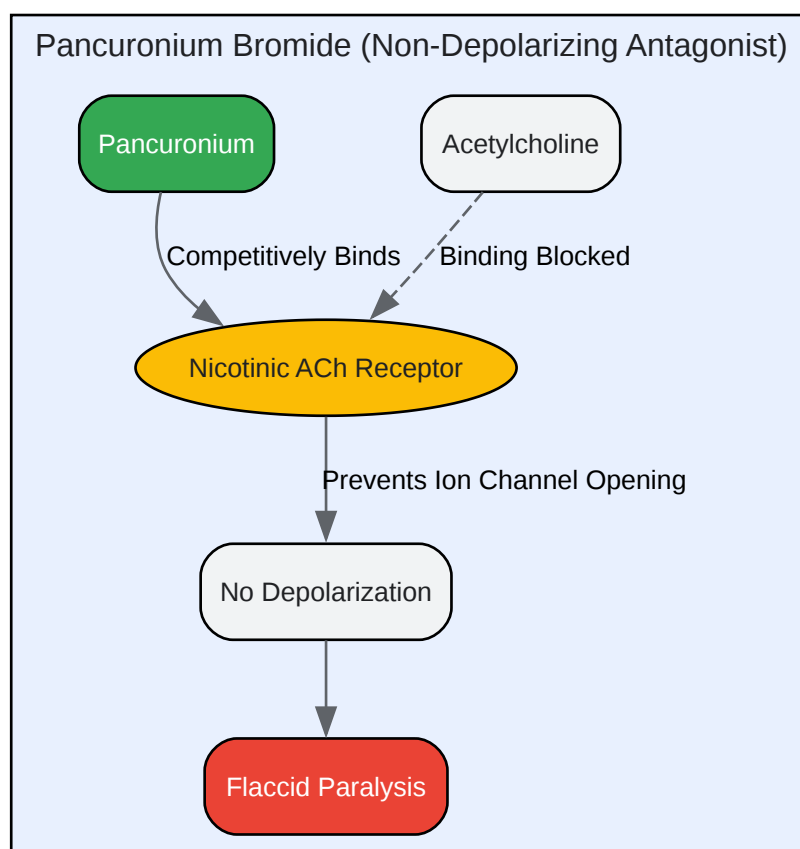 Pancuronium Bromide (Non-Depolarizing Antagonist)
Pancuronium
Acetylcholine
Competitively Binds
Binding Blocked
Nicotinic ACh Receptor
Prevents Ion Channel Opening
No Depolarization
Flaccid Paralysis